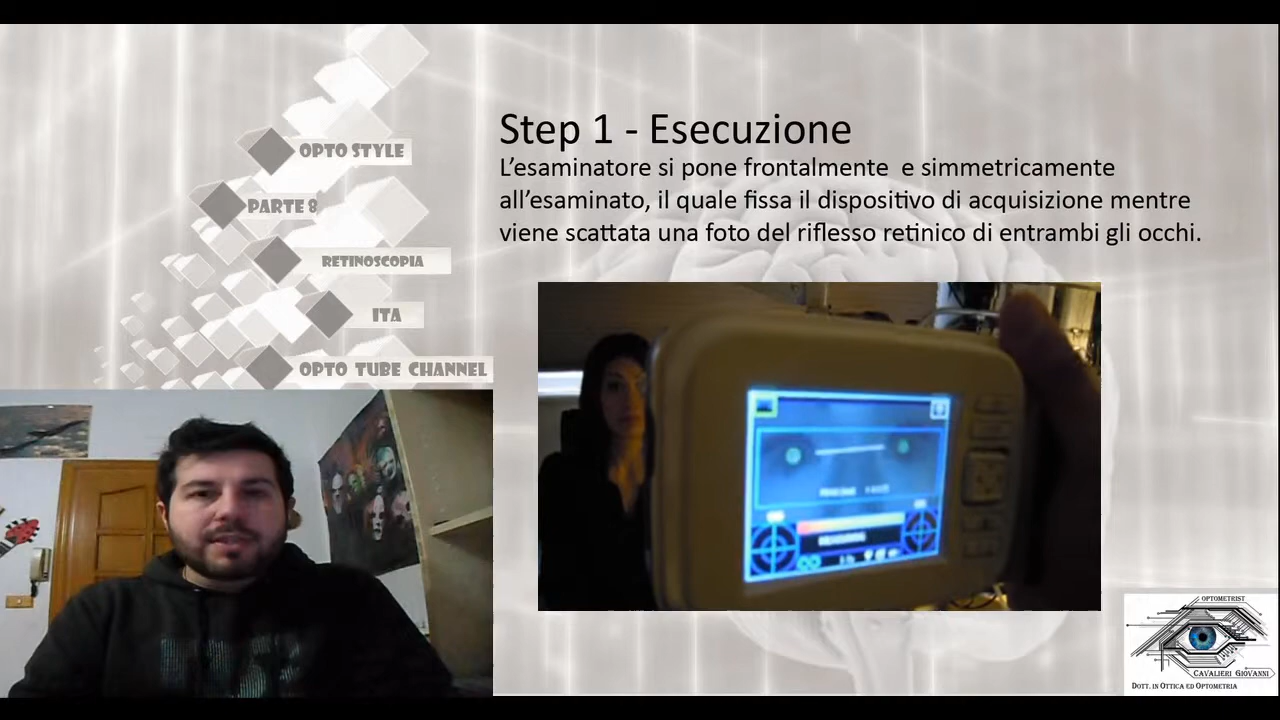 OPTO STYLE
PARTE 8
RETINOSCOPIA
ITA
OPTO TUBE CHANNEL
Step 1 - Esecuzione
L’esaminatore si pone frontalmente e simmetricamente
all’esaminato, il quale fissa il dispositivo di acquisizione mentre
viene scattata una foto del riflesso retinico di entrambi gli occhi.
OPTOMETRIST
CAVALIERI GIOVANNI
DOTT. IN OTTICA ED OPTOMETRIA